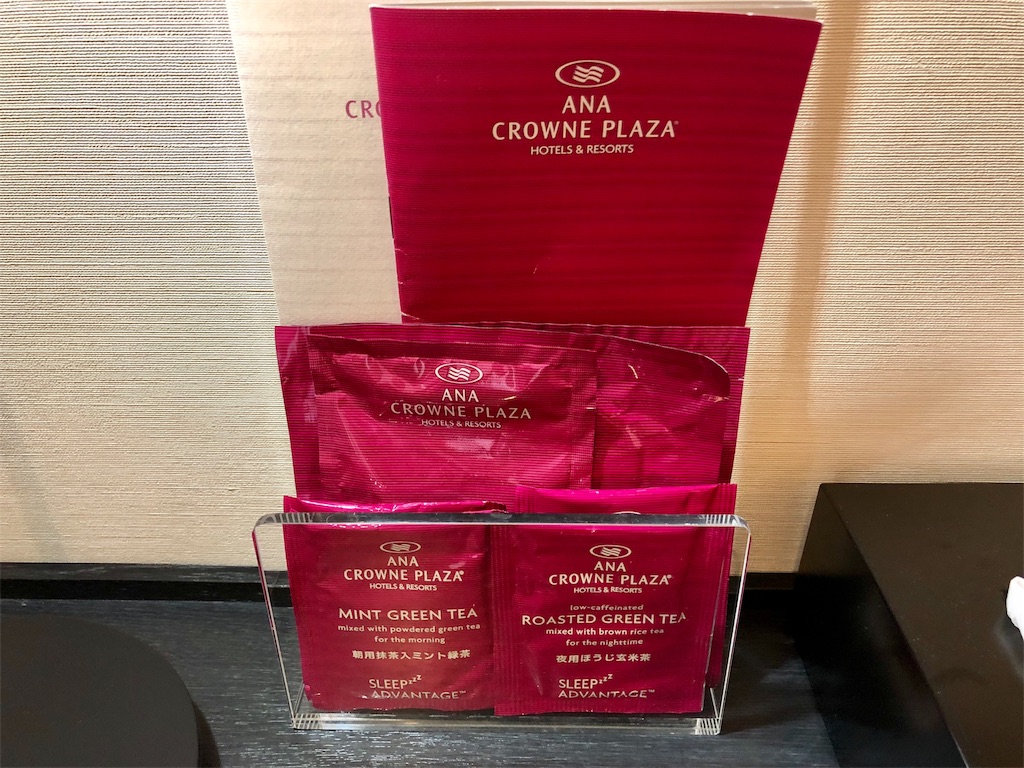 CRO
ANA
CROWNE PLAZA®
HOTELS & RESORTS
ANA
CROWNE PLAZA
HOTELS & RESORTS
ANA
CROWNE PLAZA®
HOTELS & RESORTS
MINT GREEN TEA
mixed with powdered green tea
for the morning
朝用抹茶入ミント緑茶
SLEEPzzz
ADVANTAGE™
ANA
CROWNE PLAZA®
HOTELS & RESORTS
low-caffeinated
ROASTED GREEN TEA
mixed with brown rice tea
for the nighttime
夜用ほうじ玄米茶
SLEEPzzz
ADVANTAGE™